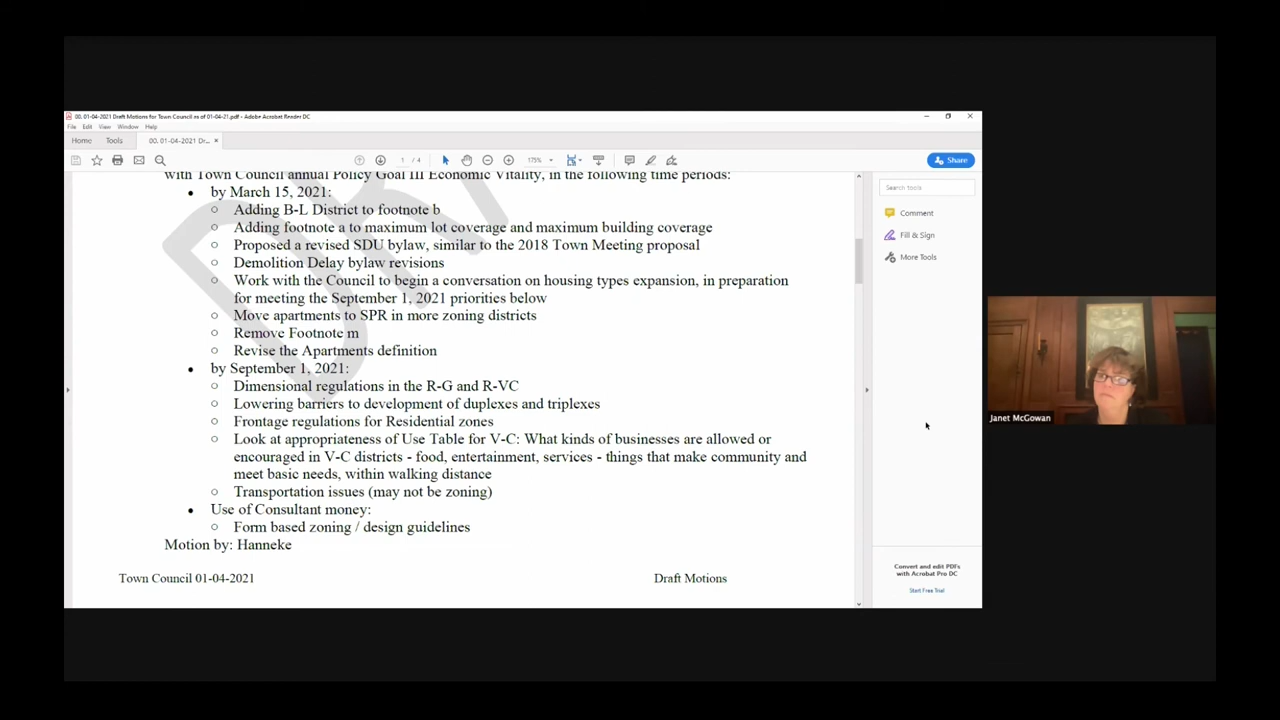 00. 01-04-2021 Draft Motions for Town Council m of 01-04-21.pdf - Adobe Acrobat Reader DC
File Edit View Window Help
Home Tools 00. 01-04-2021 Dr... ×
1 / 4 175% Share
with Town Council annual Policy Goal III Economic Vitality, in the following time periods:
• by March 15, 2021:
○ Adding B-L District to footnote b
○ Adding footnote a to maximum lot coverage and maximum building coverage
○ Proposed a revised SDU bylaw, similar to the 2018 Town Meeting proposal
○ Demolition Delay bylaw revisions
○ Work with the Council to begin a conversation on housing types expansion, in preparation
for meeting the September 1, 2021 priorities below
○ Move apartments to SPR in more zoning districts
○ Remove Footnote m
○ Revise the Apartments definition
• by September 1, 2021:
○ Dimensional regulations in the R-G and R-VC
○ Lowering barriers to development of duplexes and triplexes
○ Frontage regulations for Residential zones
○ Look at appropriateness of Use Table for V-C: What kinds of businesses are allowed or
encouraged in V-C districts - food, entertainment, services - things that make community and
meet basic needs, within walking distance
○ Transportation issues (may not be zoning)
• Use of Consultant money:
○ Form based zoning / design guidelines
Motion by: Hanneke
Town Council 01-04-2021 Draft Motions
Search tools
Comment
Fill & Sign
More Tools
Convert and edit PDFs
with Acrobat Pro DC
Start Free Trial
Janet McGowan